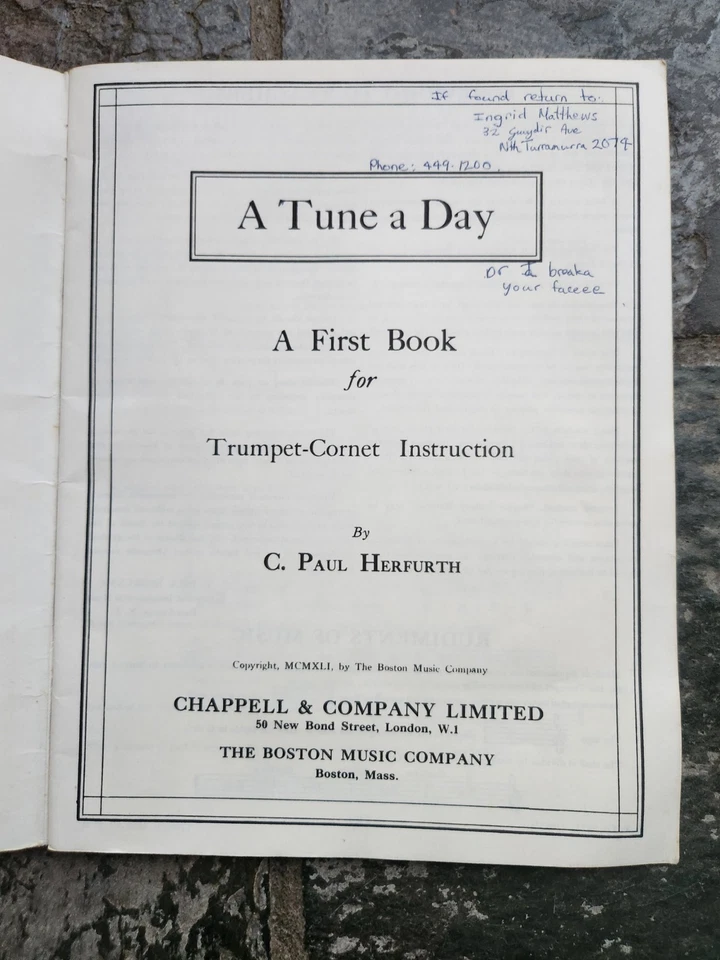 If found return to:
Ingrid Matthews
32 Gwydir Ave
Nth Turramurra 2074
Phone: 449.1200.
A Tune a Day
Or I breaka
your faceee
A First Book
for
Trumpet-Cornet Instruction
By
C. Paul Herfurth
Copyright, MCMXLI, by The Boston Music Company
CHAPPELL & COMPANY LIMITED
50 New Bond Street, London, W.1
THE BOSTON MUSIC COMPANY
Boston, Mass.